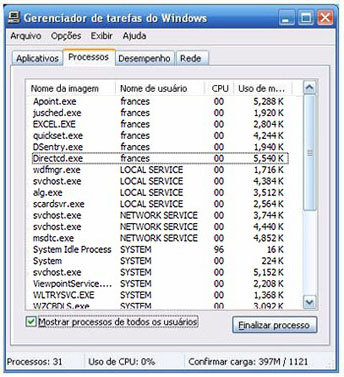 Gerenciador de tarefas do Windows
Arquivo Opções Exibir Ajuda
Aplicativos Processos Desempenho Rede
Nome da imagem Nome de usuário CPU Uso de m...
Apoint.exe frances 00 5,288 K
jusched.exe frances 00 1,920 K
EXCEL.EXE frances 00 2,804 K
quickset.exe frances 00 4,244 K
DSentry.exe frances 00 1,940 K
Directcd.exe frances 00 5,540 K
wdfmgr.exe LOCAL SERVICE 00 1,716 K
svchost.exe LOCAL SERVICE 00 4,384 K
alg.exe LOCAL SERVICE 00 3,512 K
scardsvr.exe LOCAL SERVICE 00 2,564 K
svchost.exe NETWORK SERVICE 00 3,744 K
svchost.exe NETWORK SERVICE 00 4,440 K
msdtc.exe NETWORK SERVICE 00 4,852 K
System Idle Process SYSTEM 96 16 K
System SYSTEM 00 224 K
svchost.exe SYSTEM 00 5,152 K
ViewpointService.... SYSTEM 00 2,208 K
WLTRYSVC.EXE SYSTEM 00 1,368 K
WZCBDLS.EXE SYSTEM 00 3,092 K
Mostrar processos de todos os usuários Finalizar processo
Processos: 31 Uso de CPU: 0% Confirmar carga: 397M / 1121